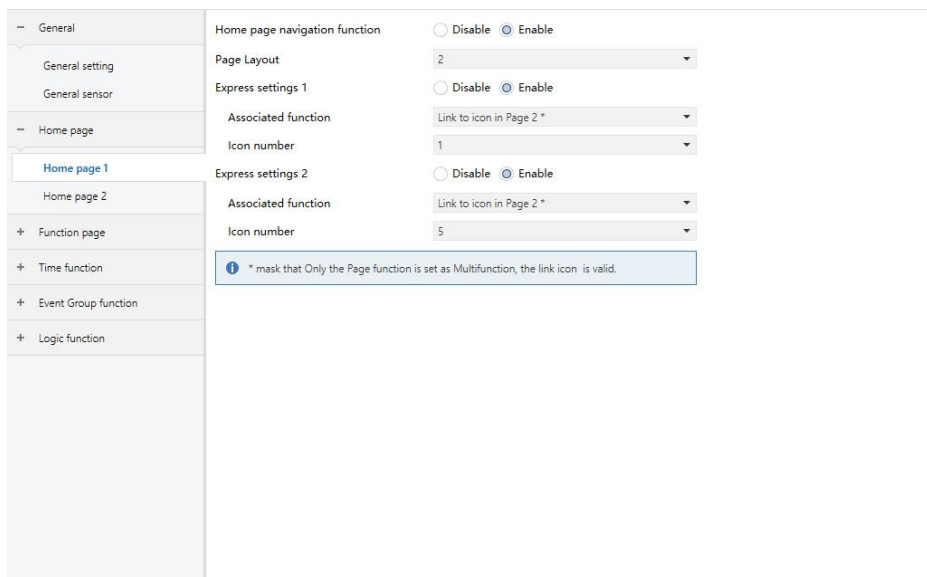 General
General setting
General sensor
Home page
Home page 1
Home page 2
Function page
Time function
Event Group function
Logic function
Home page navigation function Disable Enable
Page Layout 2
Express settings 1 Disable Enable
Associated function Link to icon in Page 2 *
Icon number 1
Express settings 2 Disable Enable
Associated function Link to icon in Page 2 *
Icon number 5
* mask that Only the Page function is set as Multifunction, the link icon is valid.